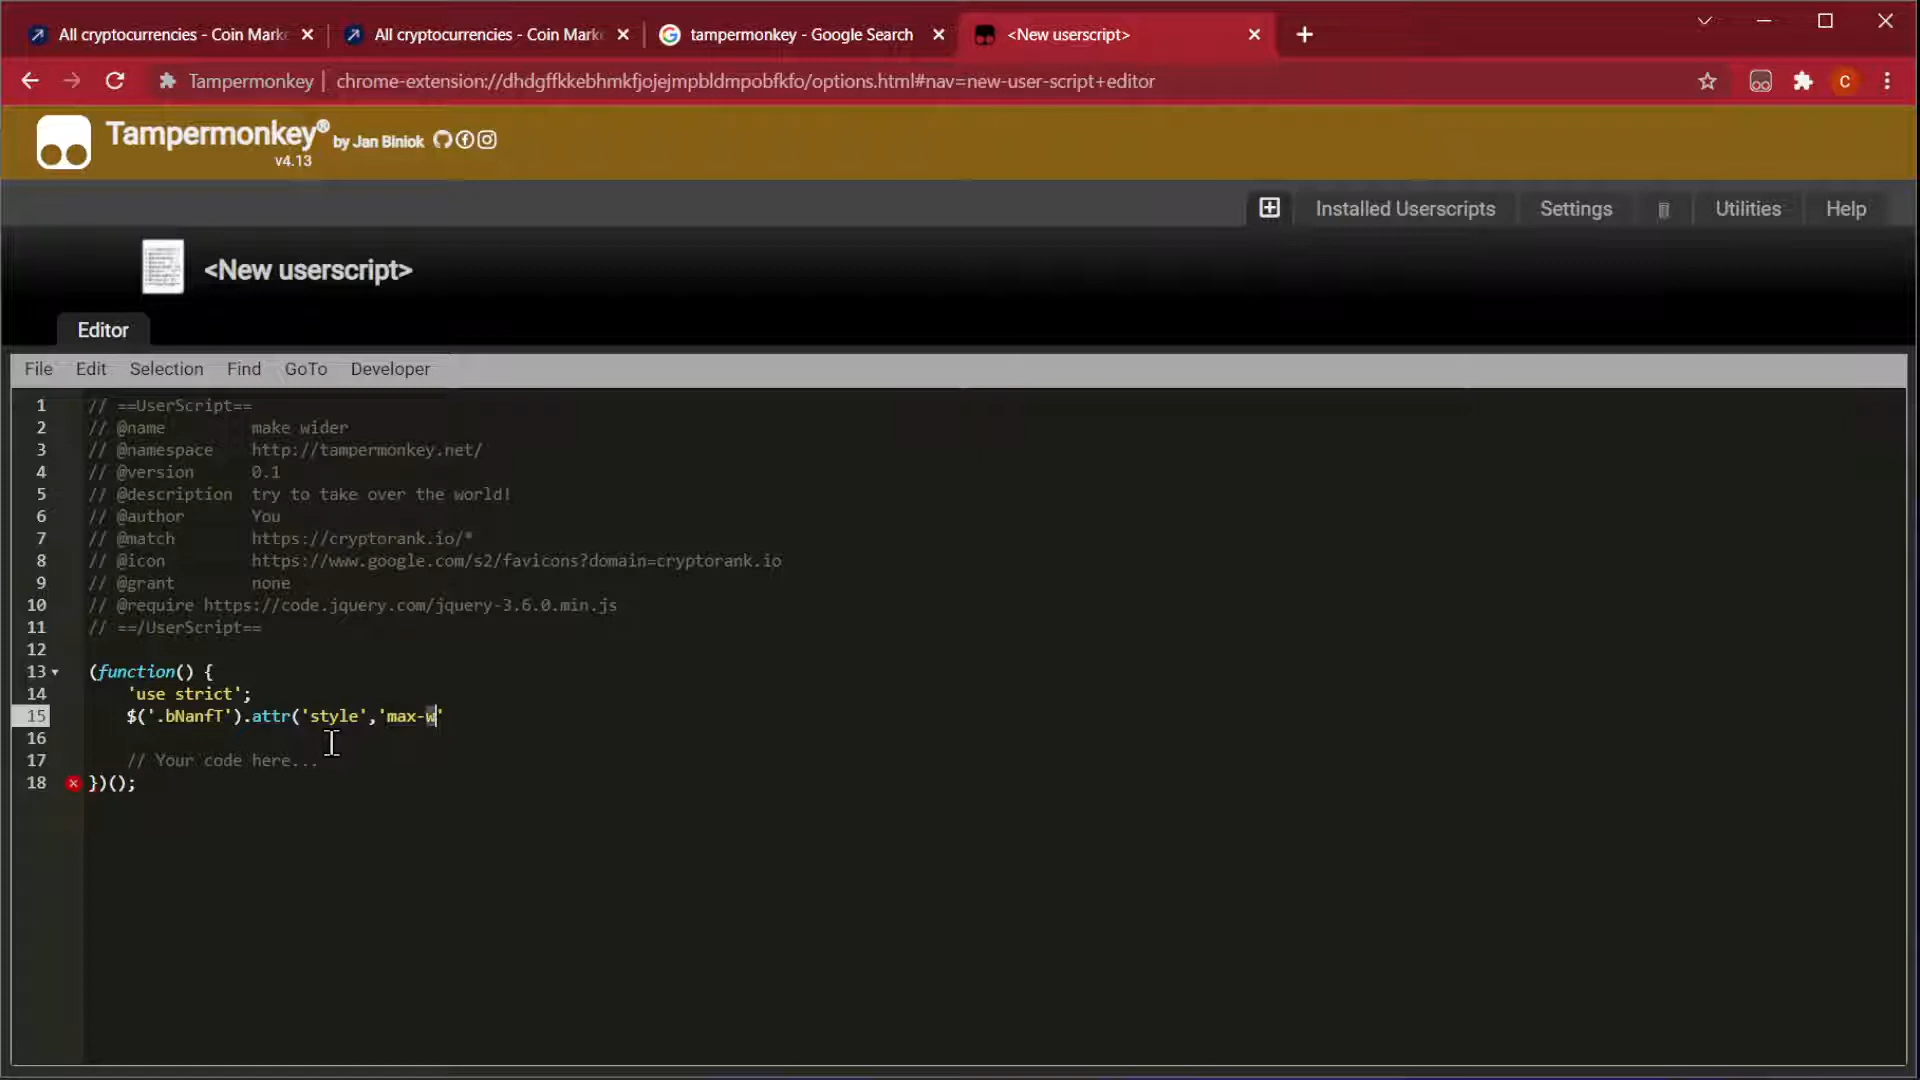 All cryptocurrencies - Coin Marke
All cryptocurrencies - Coin Marke
tampermonkey - Google Search
<New userscript>
Tampermonkey | chrome-extension://dhdgffkkebhmkfjojejmpbldmpobfkfo/options.html#nav=new-user-script+editor
C
Tampermonkey® by Jan Biniok
v4.13
Installed Userscripts
Settings
Utilities
Help
<New userscript>
Editor
File Edit Selection Find GoTo Developer
1 // ==UserScript==
2 // @name make wider
3 // @namespace http://tampermonkey.net/
4 // @version 0.1
5 // @description try to take over the world!
6 // @author You
7 // @match https://cryptorank.io/*
8 // @icon https://www.google.com/s2/favicons?domain=cryptorank.io
9 // @grant none
10 // @require https://code.jquery.com/jquery-3.6.0.min.js
11 // ==/UserScript==
12
13 (function() {
14 'use strict';
15 $('.bNanfT').attr('style','max-w'
16
17 // Your code here...
18 })();